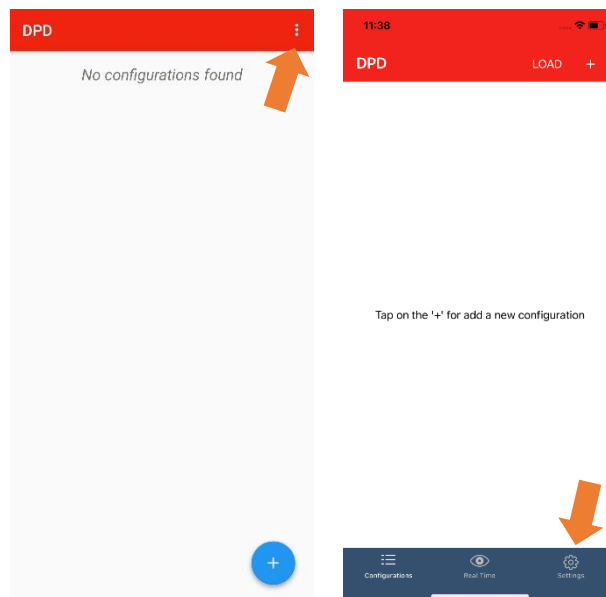 DPD
No configurations found
+
11:38
DPD LOAD +
Tap on the '+' for add a new configuration
Configurations Real Time Settings